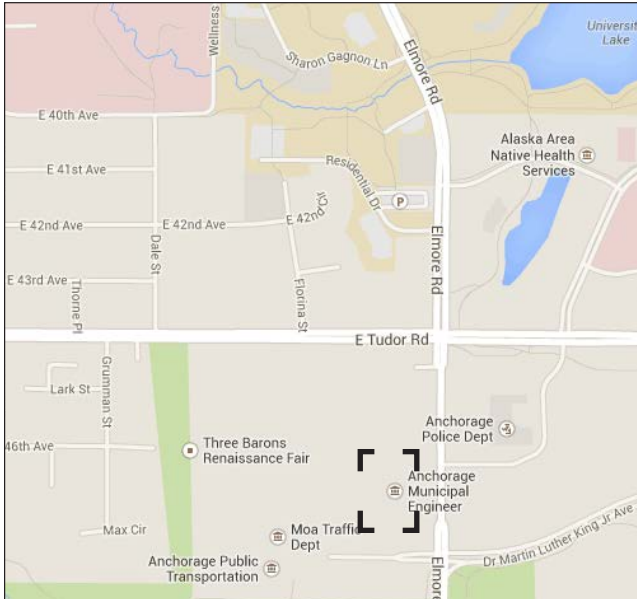 Wellness
Universit
Lake
Sharon Gagnon Ln
Elmore Rd
E 40th Ave
Alaska Area
Native Health
Services
E 41st Ave
Residential Dr
P
E 42nd Ave
E 42nd Ave
E 42nd Cir
Dale St
Elmore Rd
E 43rd Ave
Thorne Pl
Florina St
E Tudor Rd
Grumman St
Lark St
Anchorage
Police Dept
46th Ave
Three Barons
Renaissance Fair
Anchorage
Municipal
Engineer
Max Cir
Moa Traffic
Dept
Dr Martin Luther King Jr Ave
Anchorage Public
Transportation
Elmore